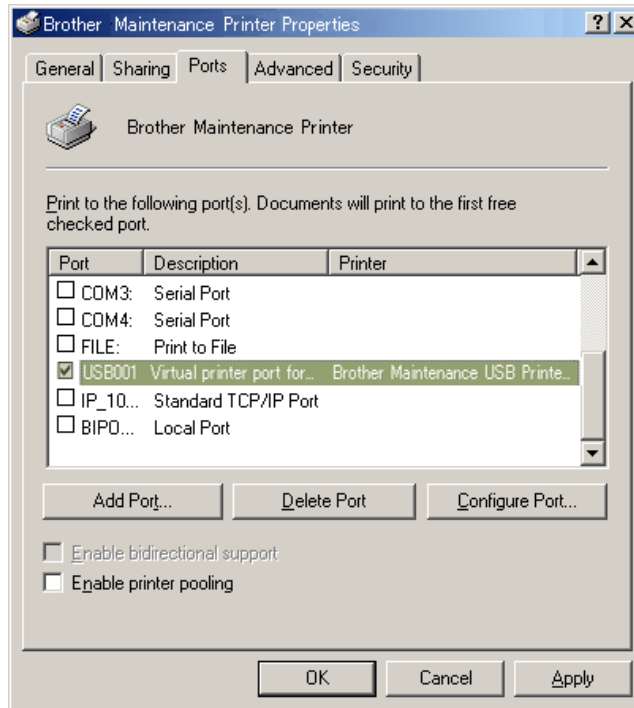 Brother Maintenance Printer Properties
General Sharing Ports Advanced Security
Brother Maintenance Printer
Print to the following port(s). Documents will print to the first free
checked port.
Port Description Printer
COM3: Serial Port
COM4: Serial Port
FILE: Print to File
USB001 Virtual printer port for... Brother Maintenance USB Printe...
IP_10... Standard TCP/IP Port
BIPO... Local Port
Add Port... Delete Port Configure Port...
Enable bidirectional support
Enable printer pooling
OK Cancel Apply